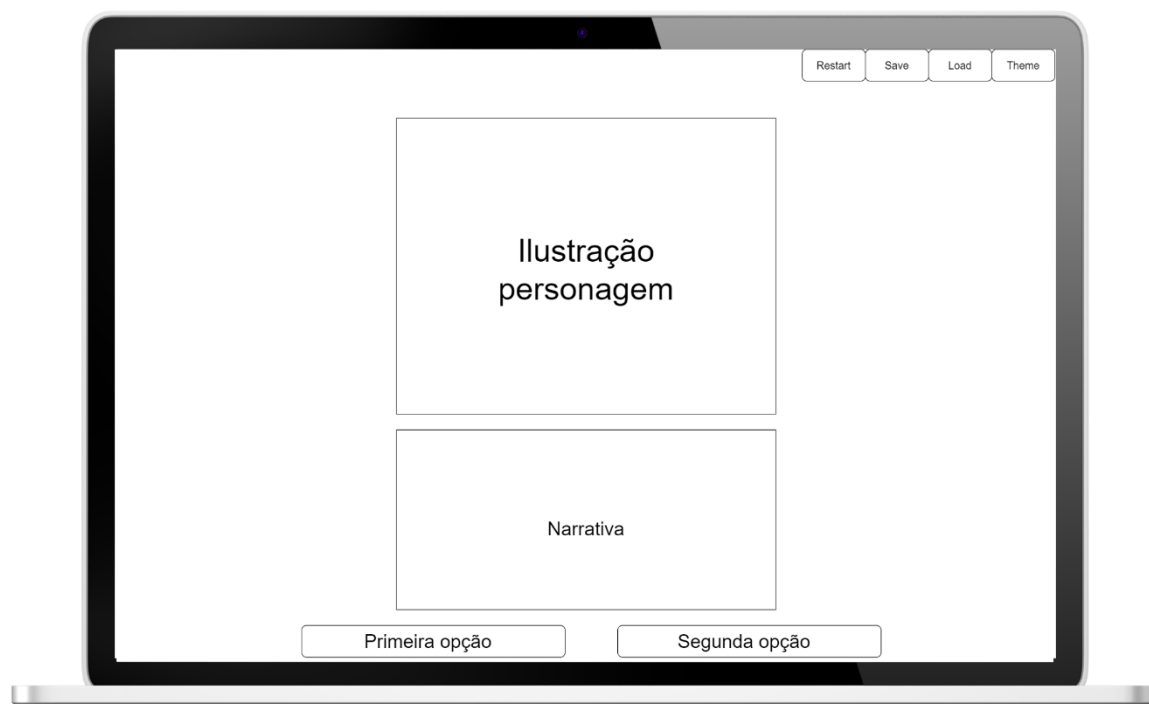 Restart Save Load Theme
Ilustração
personagem
Narrativa
Primeira opção Segunda opção